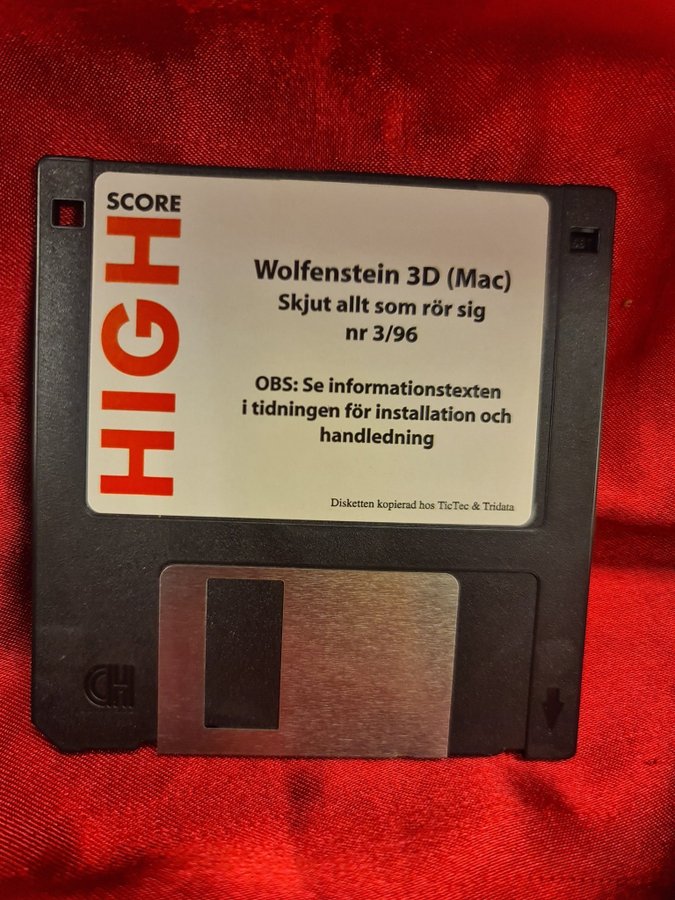 SCORE
HIGH
Wolfenstein 3D (Mac)
Skjut allt som rör sig
nr 3/96
OBS: Se informationstexten
i tidningen för installation och
handledning
Disketten kopierad hos TicTec & Tridata